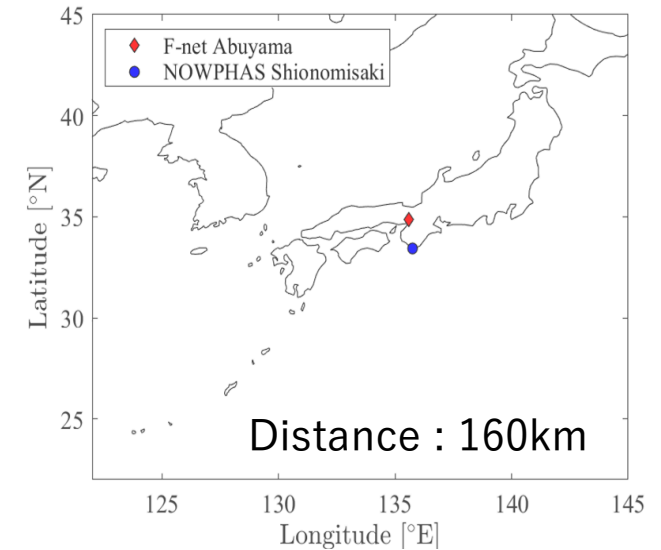 45
F-net Abuyama
NOWPHAS Shionomisaki
40
35
30
25
Latitude [°N]
Distance : 160km
125 130 135 140 145
Longitude [°E]